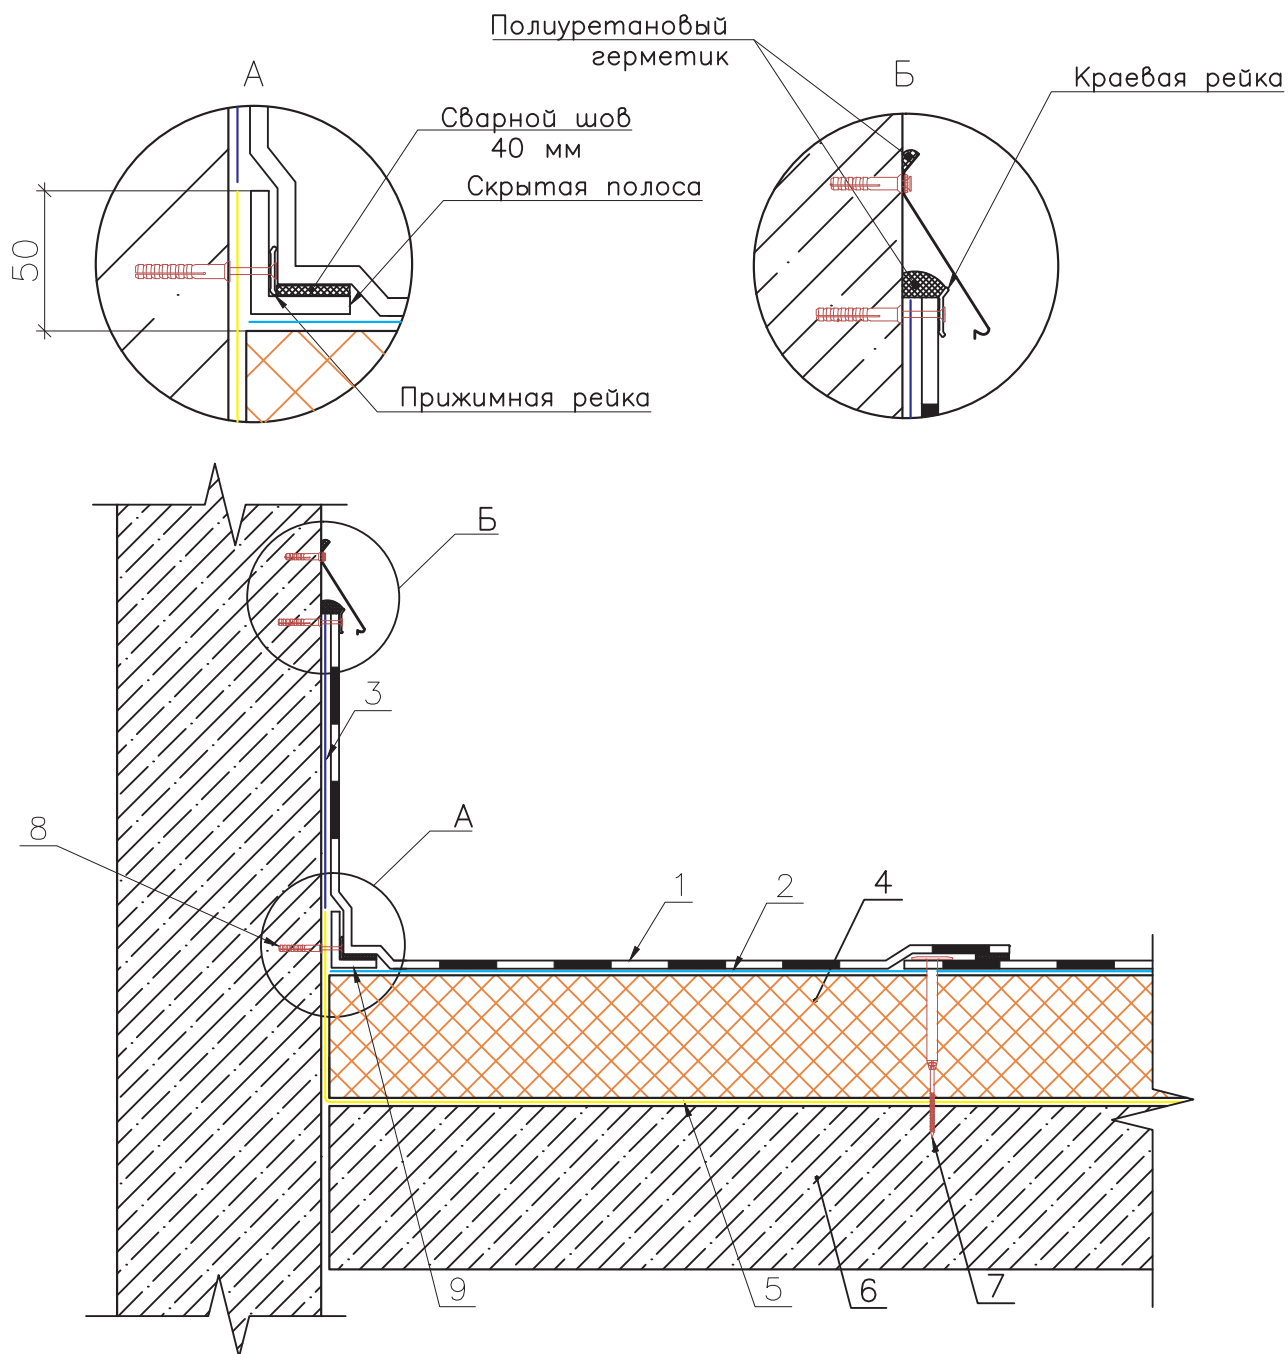 Полиуретановый
герметик
А
Б
Краевая рейка
Сварной шов
40 мм
Скрытая полоса
50
Прижимная рейка
Б
3
А
8
1
2
4
9
5
6
7